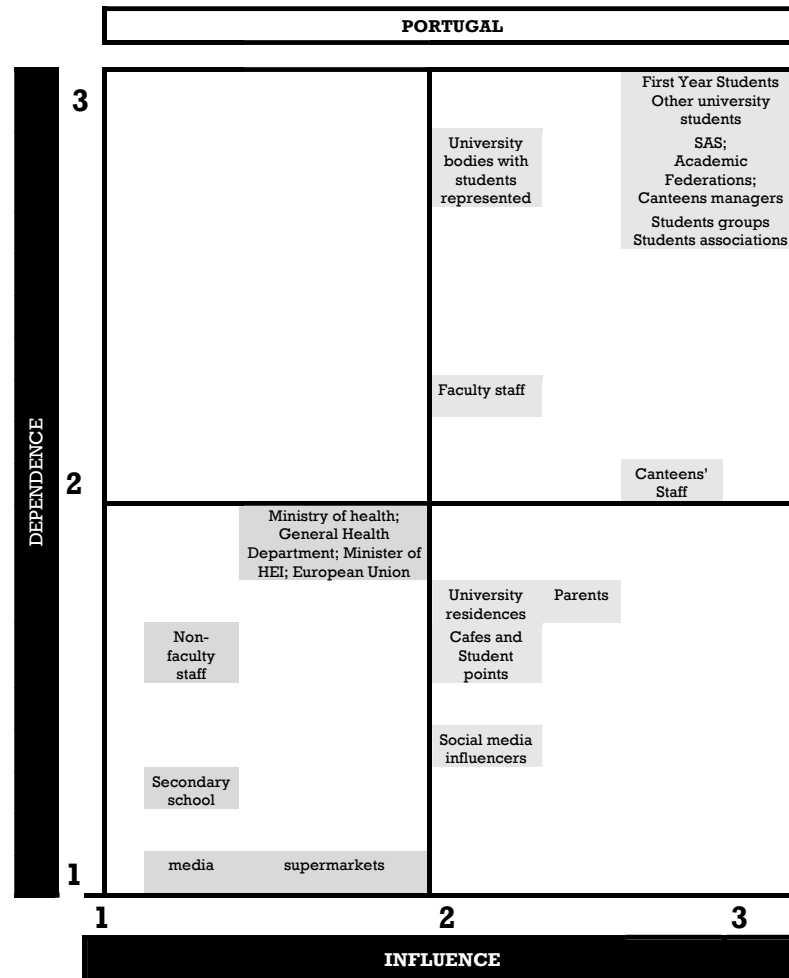 PORTUGAL
3
First Year Students
Other university
students
SAS;
Academic
Federations;
Canteens managers
Students groups
Students associations
University
bodies with
students
represented
Faculty staff
DEPENDENCE
2
Canteens'
Staff
Ministry of health;
General Health
Department; Minister of
HEI; European Union
University
residences
Parents
Non-
faculty
staff
Cafes and
Student
points
Social media
influencers
Secondary
school
media
supermarkets
1
1
2
3
INFLUENCE